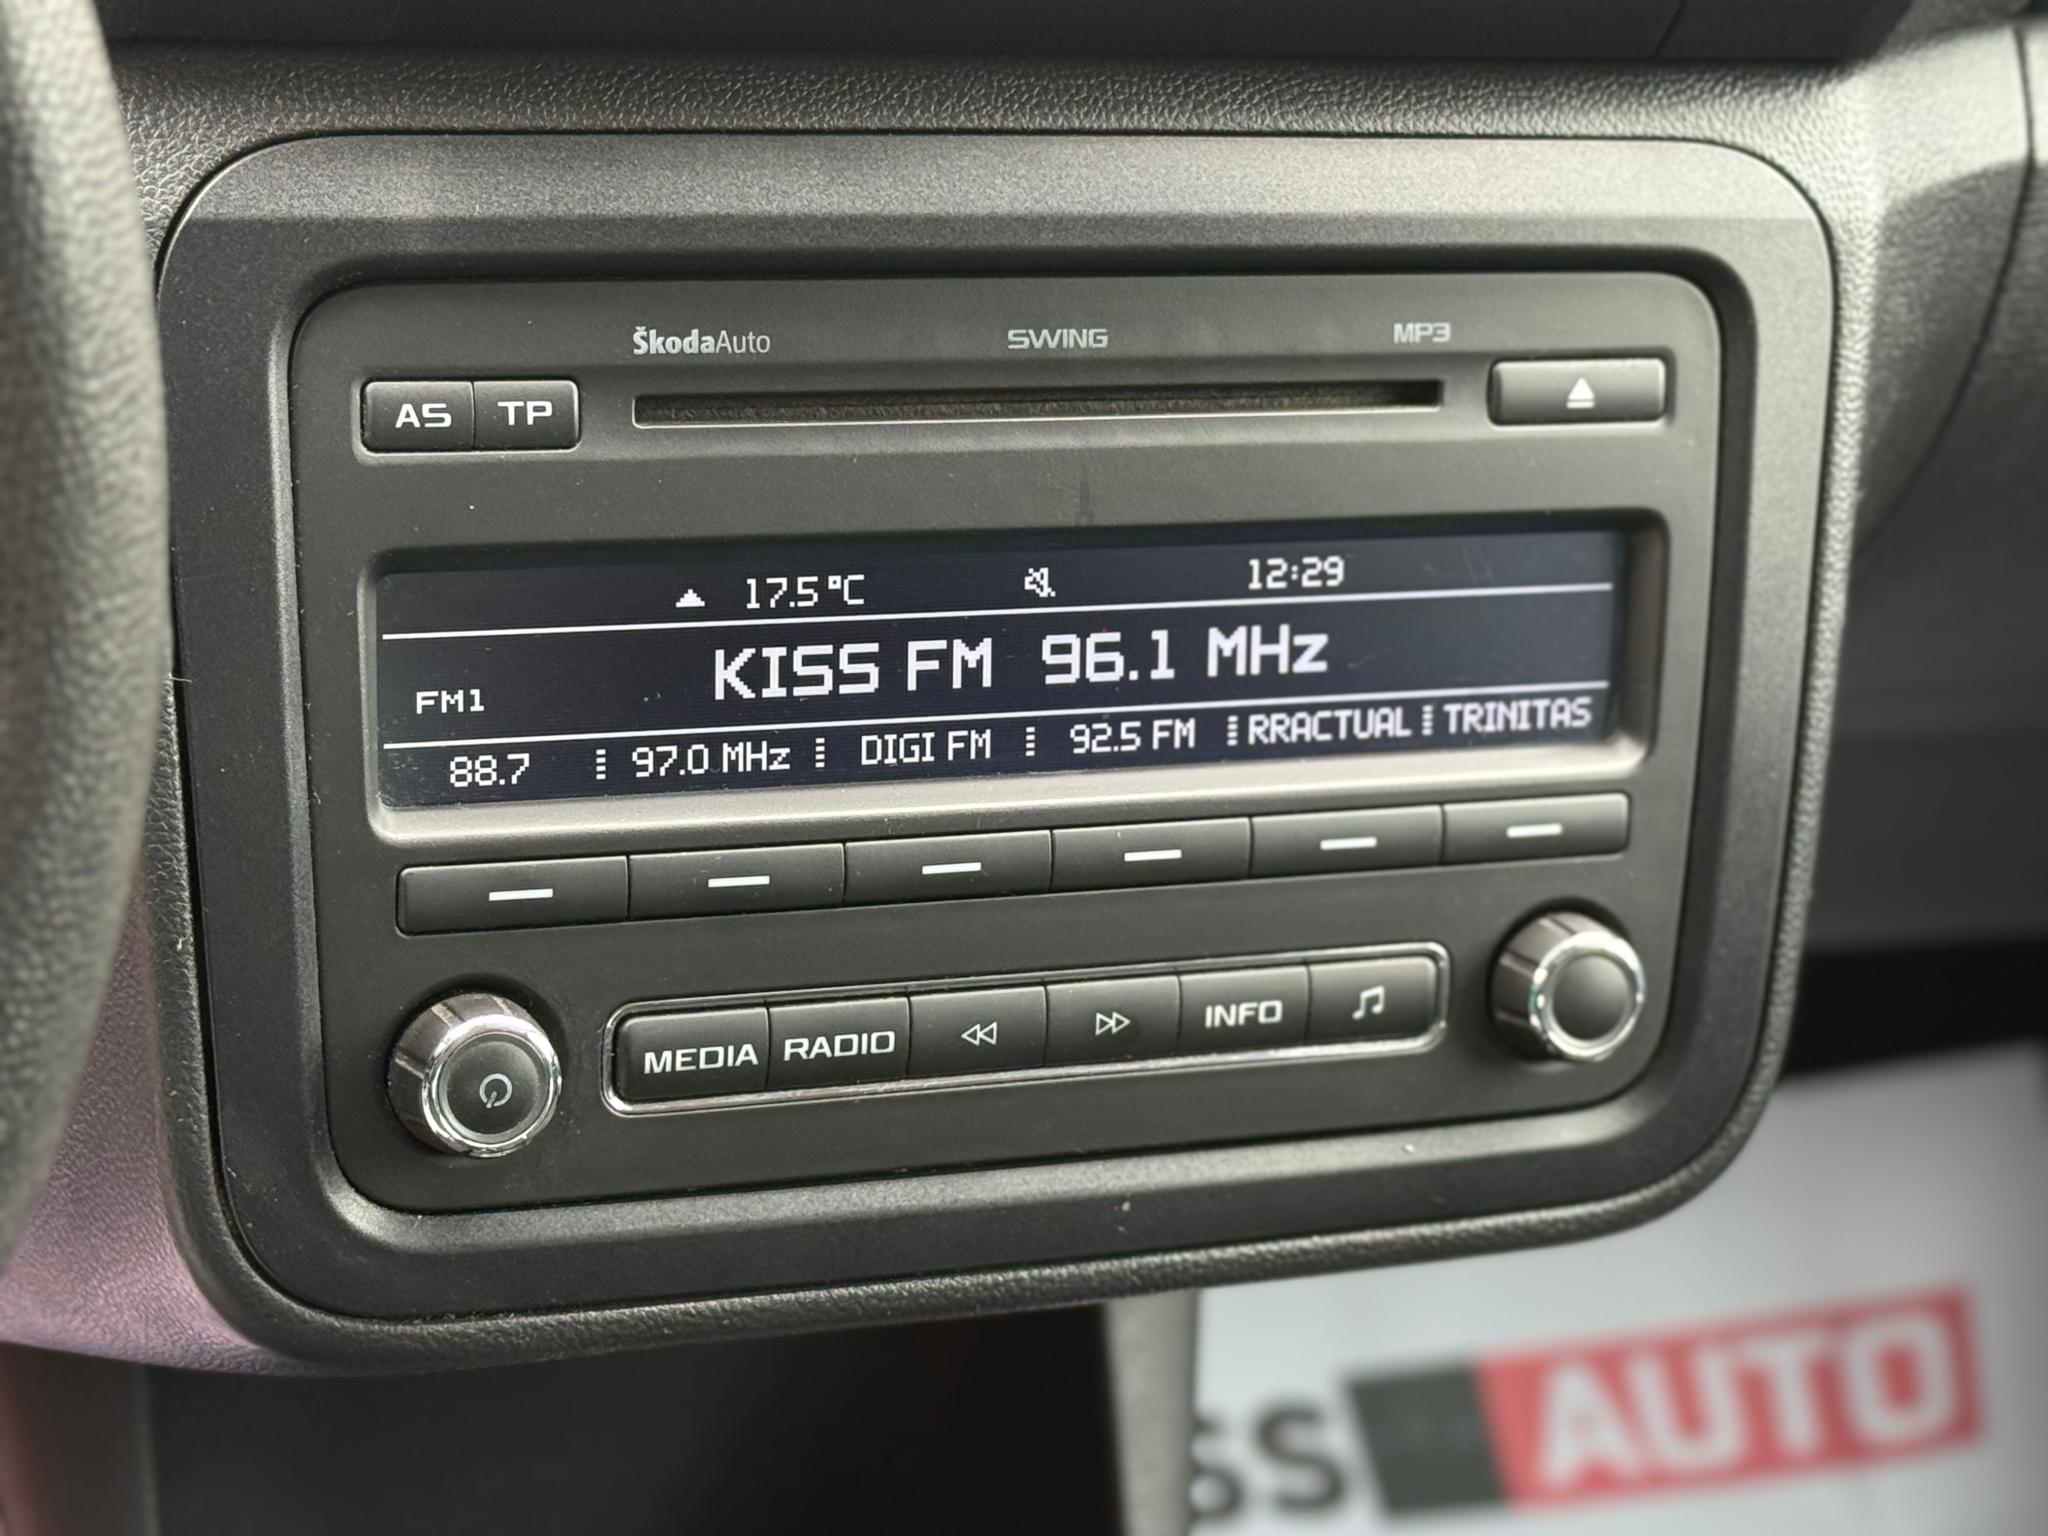 ŠkodaAuto SWING MP3
AS TP
17.5°C 12:29
KISS FM 96.1 MHz
FM1
88.7 97.0 MHz DIGI FM 92.5 FM RRACTUAL TRINITAS
MEDIA RADIO INFO
SS AUTO